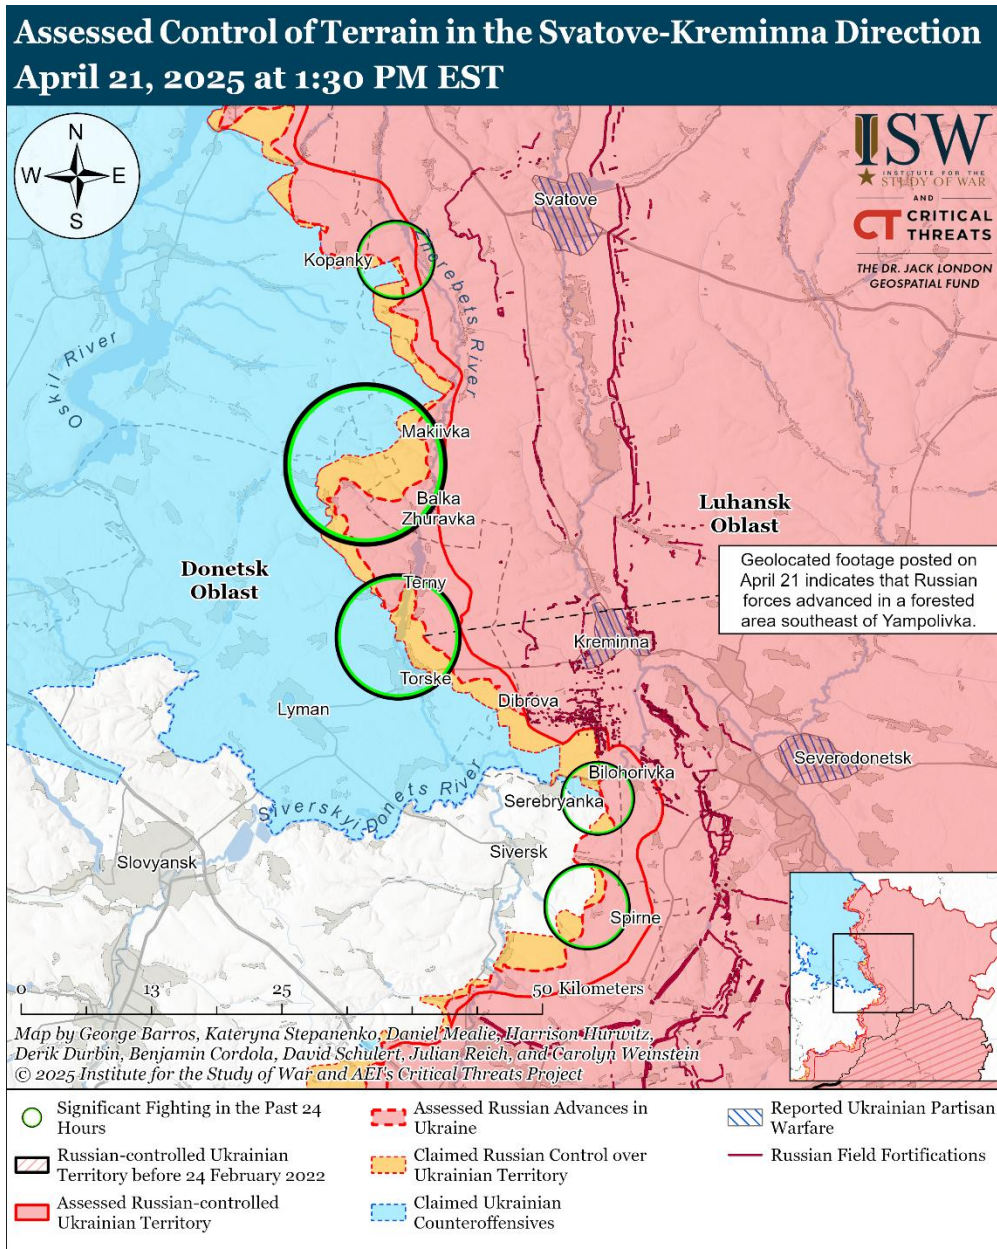 Assessed Control of Terrain in the Svatove-Kreminna Direction
April 21, 2025 at 1:30 PM EST
N
W
E
S
ISW
INSTITUTE FOR THE
STUDY OF WAR
AND
CT CRITICAL
THREATS
THE DR. JACK LONDON
GEOSPATIAL FUND
Svatove
Kopanky
Zherebets River
Oskil River
Makiivka
Balka
Zhuravka
Luhansk
Oblast
Geolocated footage posted on
April 21 indicates that Russian
forces advanced in a forested
area southeast of Yampolivka.
Donetsk
Oblast
Terny
Kreminna
Torske
Lyman
Dibrova
Severodonetsk
Bilohorivka
Siverskyi-Donets River
Serebryanka
Siversk
Slovyansk
Spirne
0
13
25
50 Kilometers
Map by George Barros, Kateryna Stepanenko, Daniel Mealie, Harrison Hurwitz,
Derik Durbin, Benjamin Cordola, David Schulert, Julian Reich, and Carolyn Weinstein
© 2025 Institute for the Study of War and AEI's Critical Threats Project
Significant Fighting in the Past 24
Hours
Russian-controlled Ukrainian
Territory before 24 February 2022
Assessed Russian-controlled
Ukrainian Territory
Assessed Russian Advances in
Ukraine
Claimed Russian Control over
Ukrainian Territory
Claimed Ukrainian
Counteroffensives
Reported Ukrainian Partisan
Warfare
Russian Field Fortifications